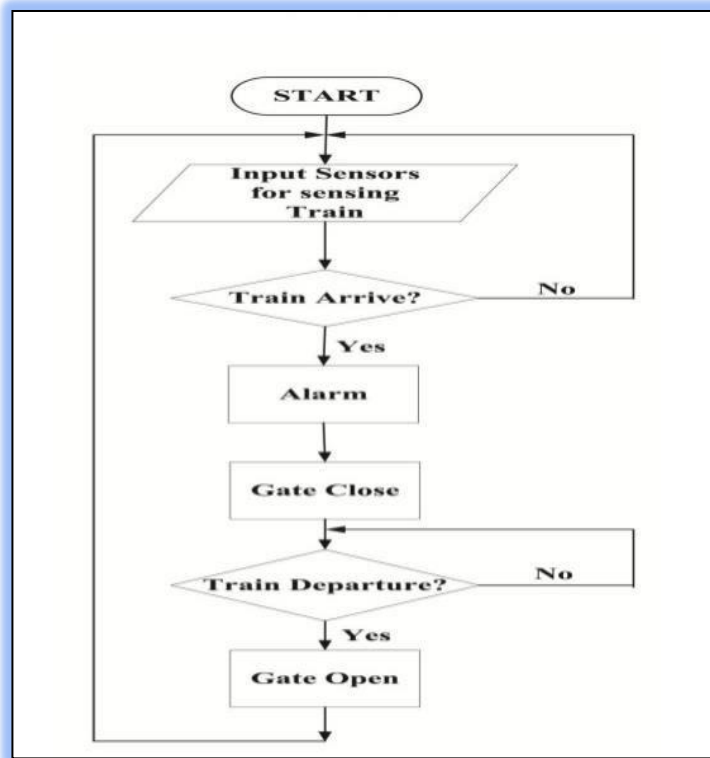 START
Input Sensors
for sensing
Train
Train Arrive?
No
Yes
Alarm
Gate Close
Train Departure?
No
Yes
Gate Open